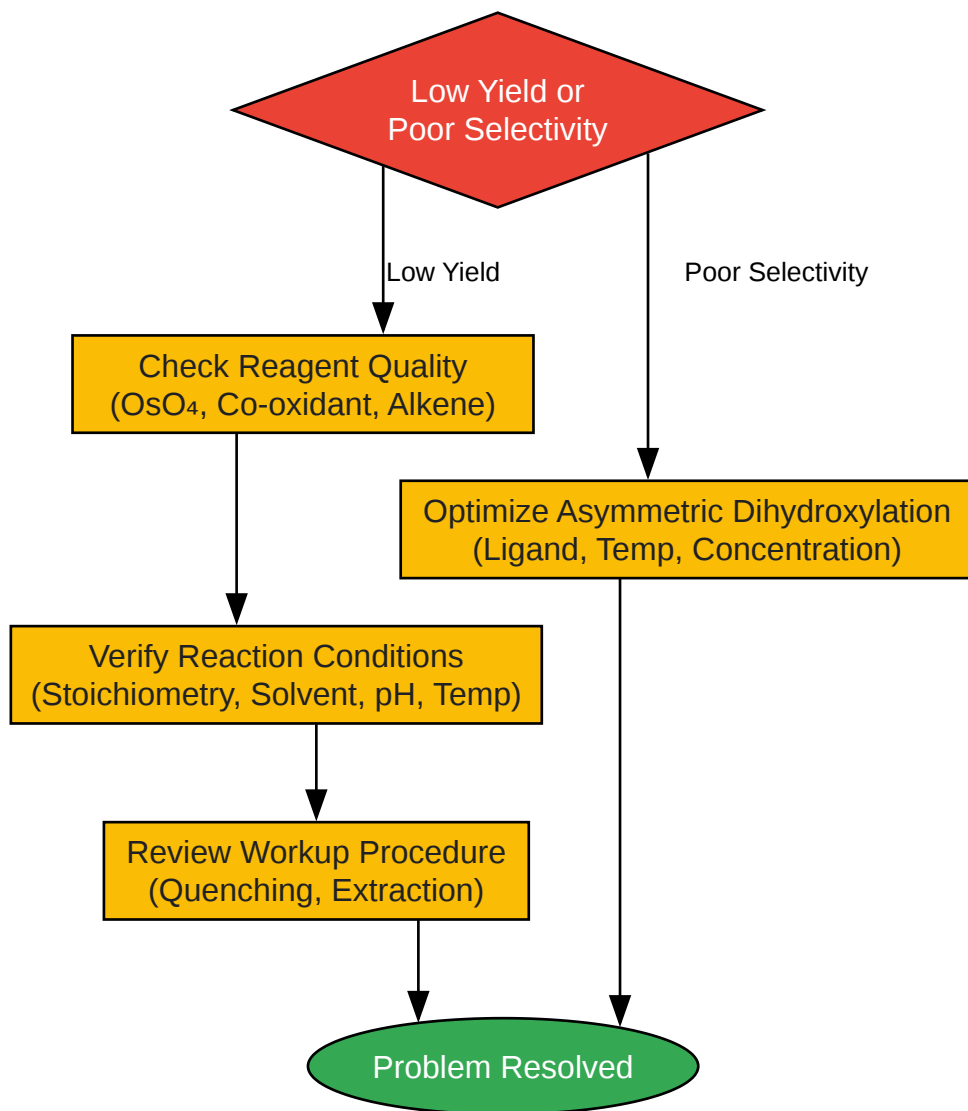 Low Yield or
Poor Selectivity
Low Yield
Poor Selectivity
Check Reagent Quality
(OsO₄, Co-oxidant, Alkene)
Optimize Asymmetric Dihydroxylation
(Ligand, Temp, Concentration)
Verify Reaction Conditions
(Stoichiometry, Solvent, pH, Temp)
Review Workup Procedure
(Quenching, Extraction)
Problem Resolved